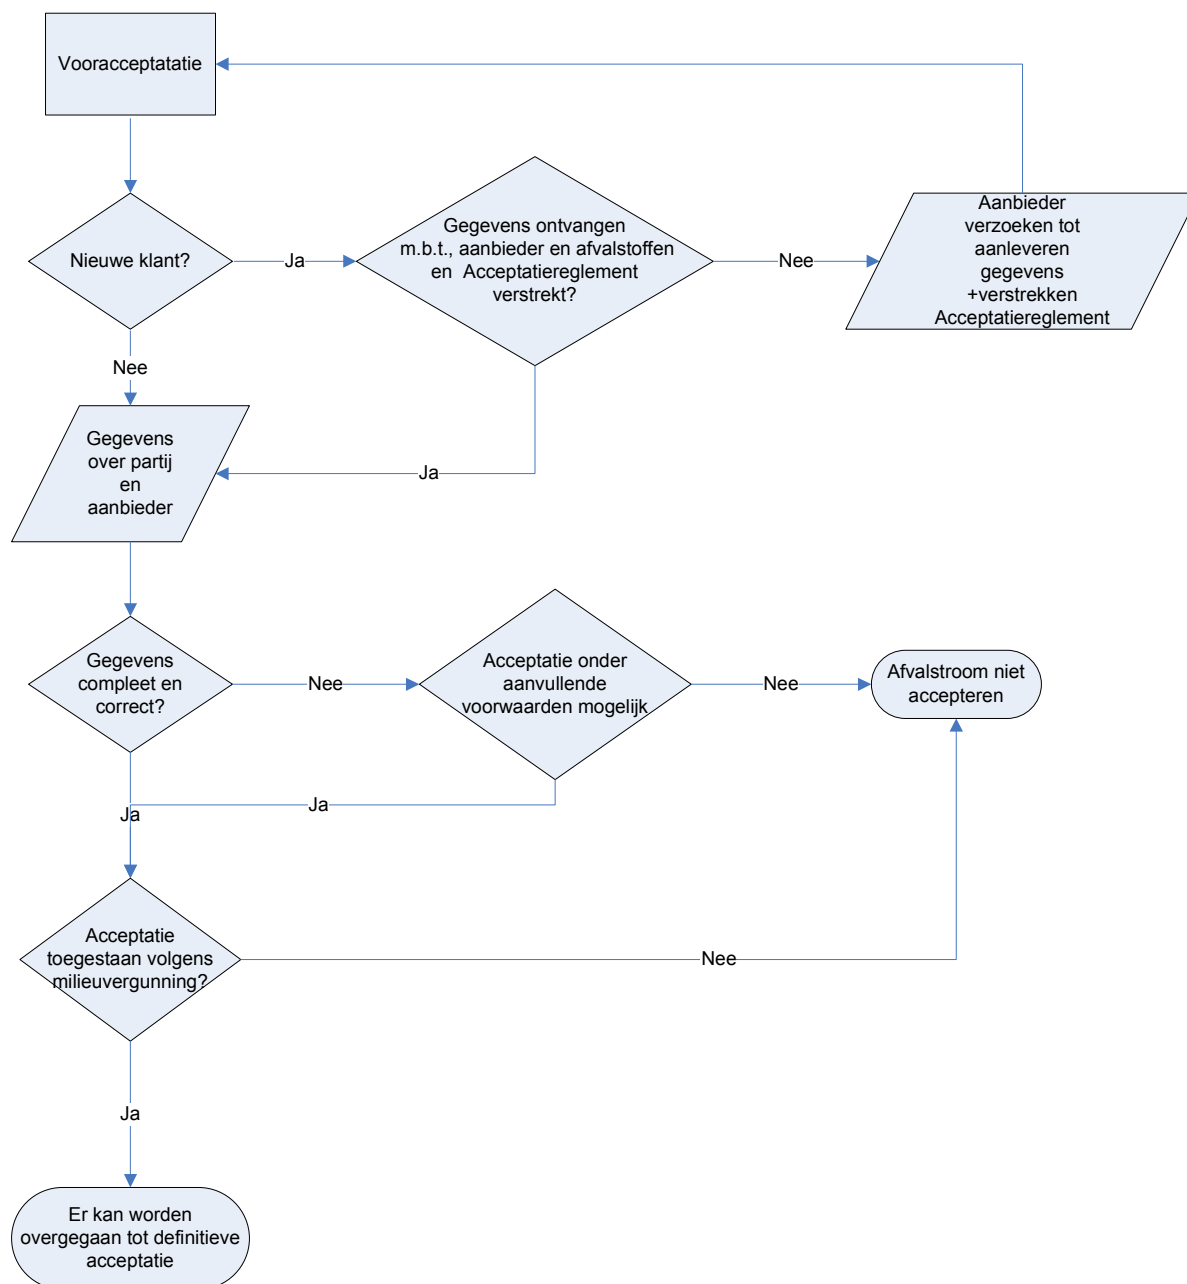 Vooracceptatatie
Nieuwe klant?
Ja
Gegevens ontvangen
m.b.t., aanbieder en afvalstoffen
en Acceptatiereglement
verstrekt?
Nee
Aanbieder
verzoeken tot
aanleveren
gegevens
+verstrekken
Acceptatiereglement
Nee
Gegevens
over partij
en
aanbieder
Ja
Gegevens
compleet en
correct?
Nee
Acceptatie onder
aanvullende
voorwaarden mogelijk
Nee
Afvalstroom niet
accepteren
Ja
Ja
Acceptatie
toegestaan volgens
milieuvergunning?
Nee
Ja
Er kan worden
overgegaan tot definitieve
acceptatie